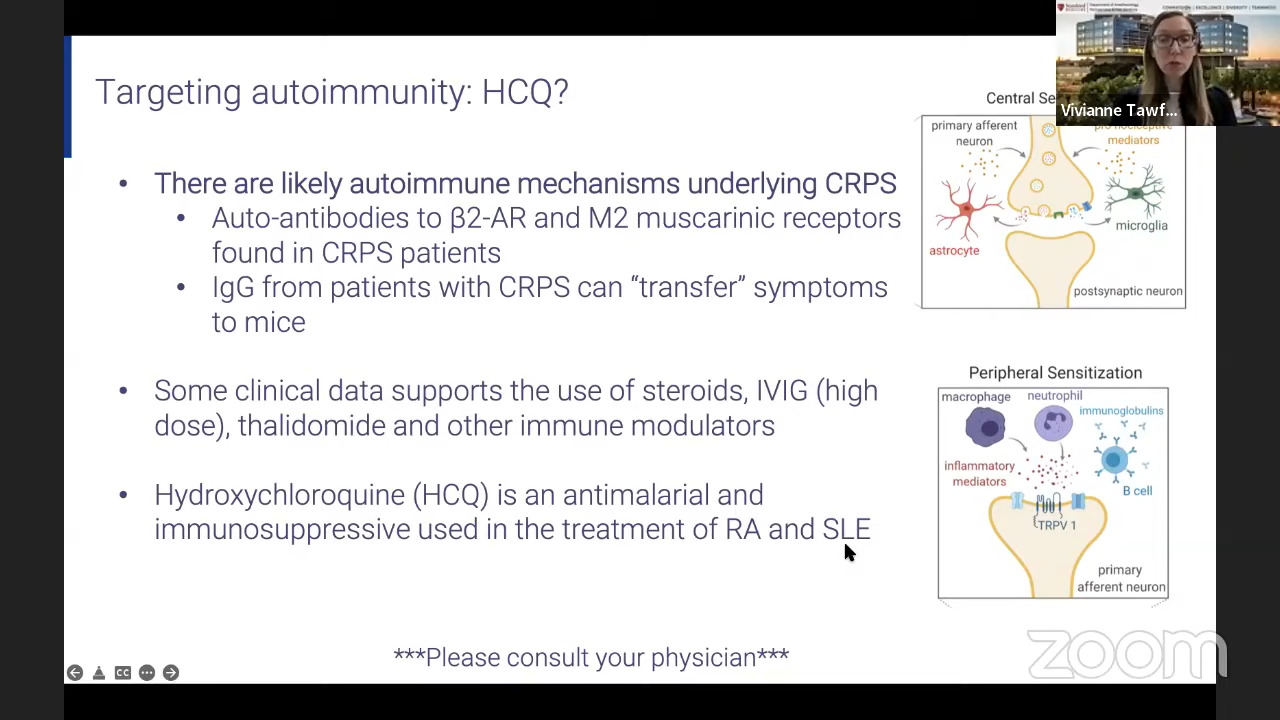 Targeting autoimmunity: HCQ?
• There are likely autoimmune mechanisms underlying CRPS
• Auto-antibodies to β2-AR and M2 muscarinic receptors
found in CRPS patients
• IgG from patients with CRPS can “transfer” symptoms
to mice
• Some clinical data supports the use of steroids, IVIG (high
dose), thalidomide and other immune modulators
• Hydroxychloroquine (HCQ) is an antimalarial and
immunosuppressive used in the treatment of RA and SLE
***Please consult your physician***
Central Se
primary afferent
neuron
pro-nociceptive
mediators
astrocyte
microglia
postsynaptic neuron
Peripheral Sensitization
macrophage
neutrophil
immunoglobulins
inflammatory
mediators
B cell
TRPV 1
primary
afferent neuron
Vivianne Tawf...
CC
zoom